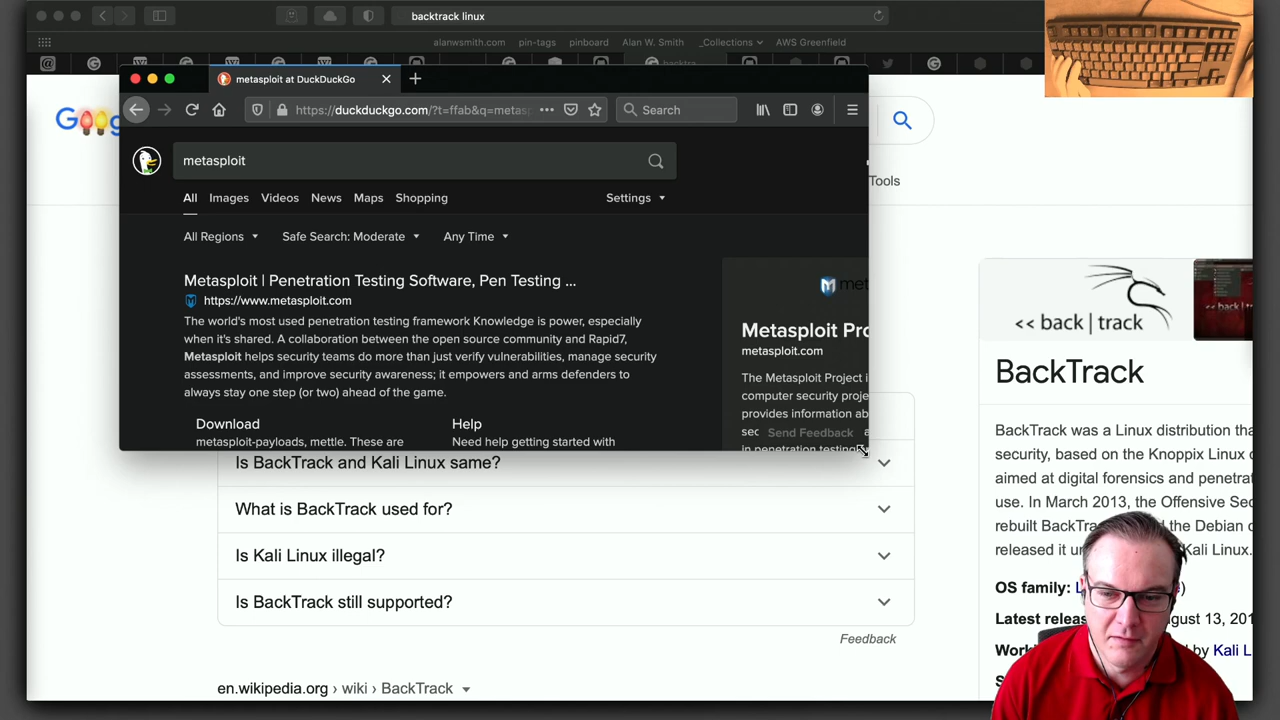 backtrack linux
alanwsmith.com pin-tags pinboard Alan W. Smith _Collections AWS Greenfield
metasploit at DuckDuckGo
https://duckduckgo.com/?t=ffab&q=metas
Search
metasploit
All Images Videos News Maps Shopping Settings
All Regions Safe Search: Moderate Any Time
Metasploit | Penetration Testing Software, Pen Testing ...
https://www.metasploit.com
The world's most used penetration testing framework Knowledge is power, especially
when it's shared. A collaboration between the open source community and Rapid7,
Metasploit helps security teams do more than just verify vulnerabilities, manage security
assessments, and improve security awareness; it empowers and arms defenders to
always stay one step (or two) ahead of the game.
Download
metasploit-payloads, mettle. These are
Help
Need help getting started with
met
Metasploit Pro
metasploit.com
The Metasploit Project i
computer security proje
provides information ab
sec Send Feedback a
in penetration testing
Goog
Tools
Is BackTrack and Kali Linux same?
What is BackTrack used for?
Is Kali Linux illegal?
Is BackTrack still supported?
Feedback
en.wikipedia.org › wiki › BackTrack
<< back | track
BackTrack
BackTrack was a Linux distribution tha
security, based on the Knoppix Linux
aimed at digital forensics and penetrat
use. In March 2013, the Offensive Sec
rebuilt BackTra the Debian
released it u Kali Linux.
OS family:
Latest releas gust 13, 201
Work by Kali L